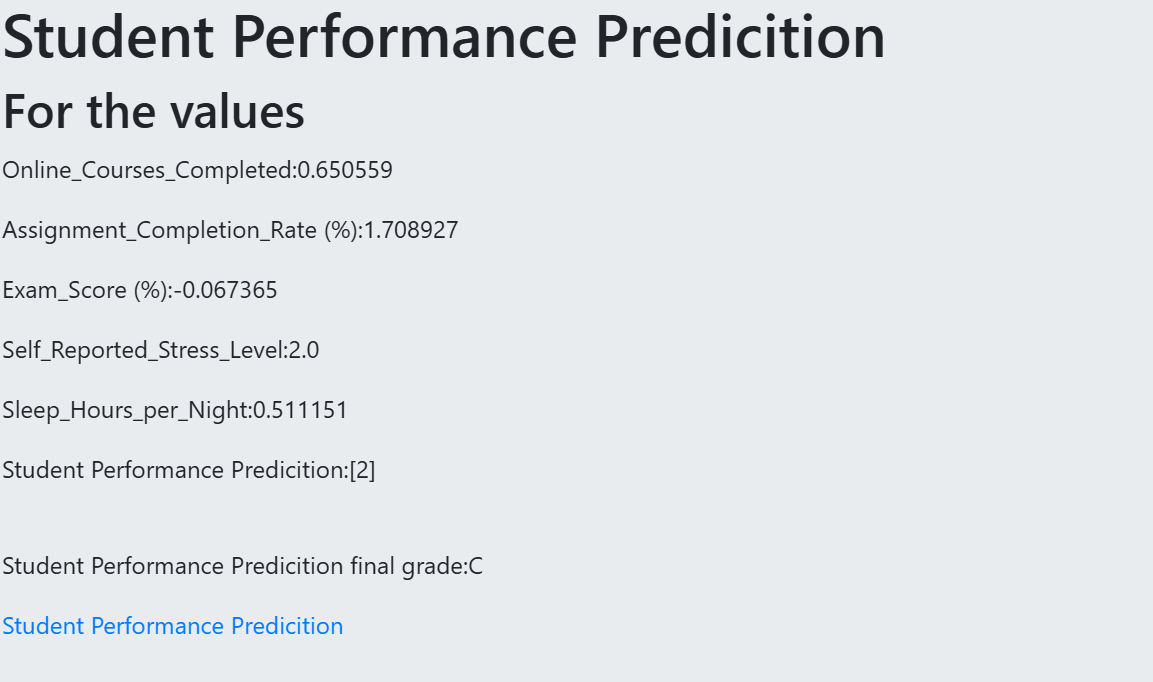 Student Performance Predicition
For the values
Online_Courses_Completed:0.650559
Assignment_Completion_Rate (%):1.708927
Exam_Score (%):-0.067365
Self_Reported_Stress_Level:2.0
Sleep_Hours_per_Night:0.511151
Student Performance Predicition:[2]
Student Performance Predicition final grade:C
Student Performance Predicition